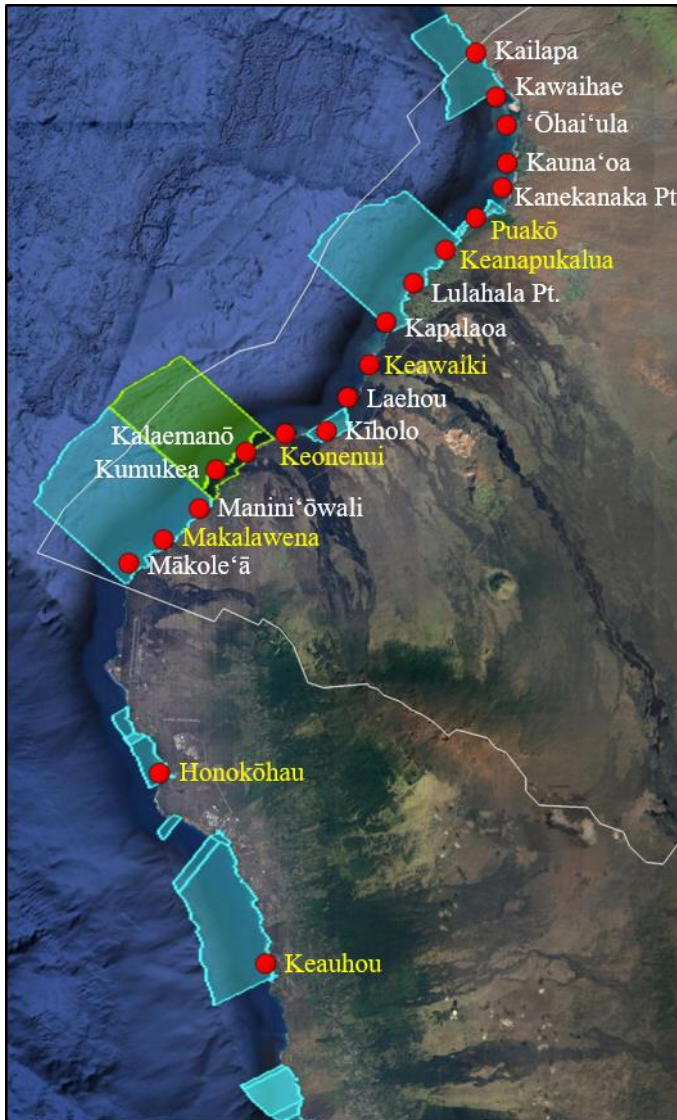 Kailapa
Kawaihae
ʻŌhaiʻula
Kaunaʻoa
Kanekanaka Pt
Puakō
Keanapukalua
Lulahala Pt.
Kapalaoa
Keawaiki
Laehou
Kīholo
Kalaemanō
Keonenui
Kumukea
Maniniʻōwali
Makalawena
Mākoleʻā
Honokōhau
Keauhou